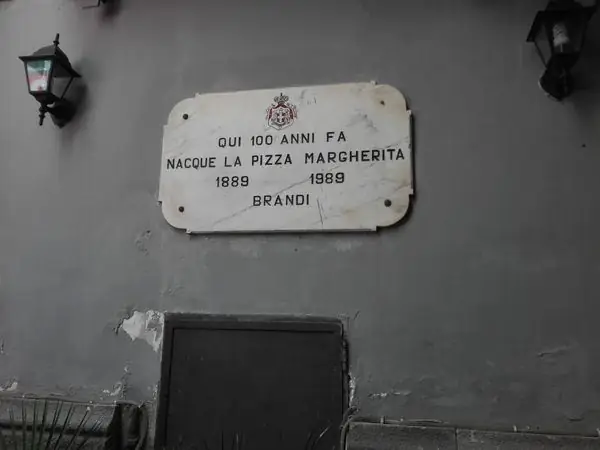 QUI 100 ANNI FA
NACQUE LA PIZZA MARGHERITA
1889 1989
BRANDI